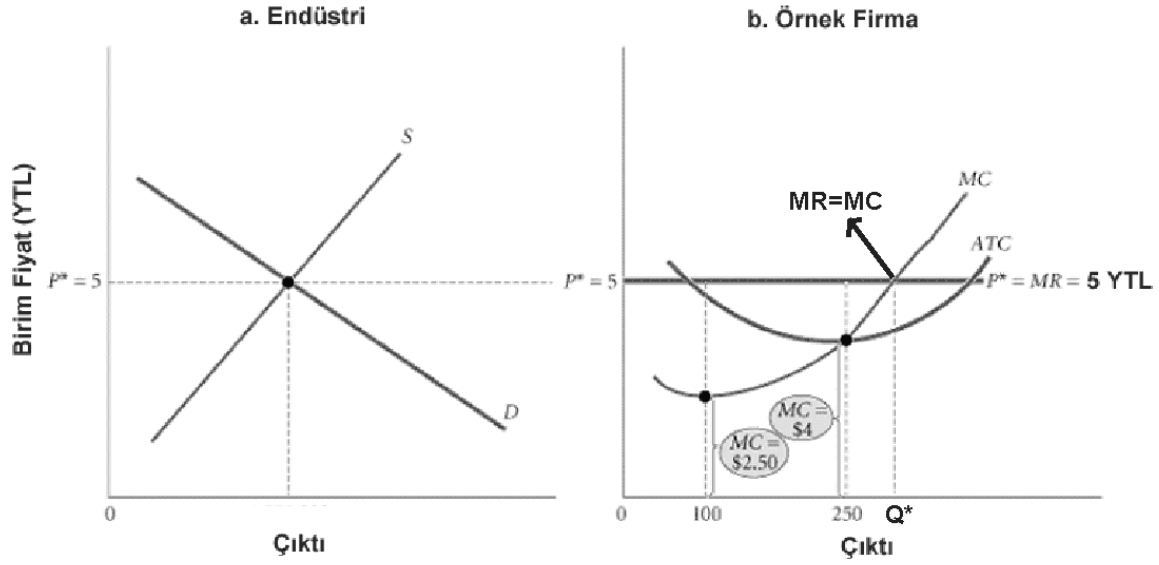 a. Endüstri
Birim Fiyat (YTL)
S
P* = 5
D
0
Çıktı
b. Örnek Firma
MR=MC
MC
ATC
P* = 5
P* = MR = 5 YTL
MC =
$4
MC =
$2.50
0 100 250 Q*
Çıktı